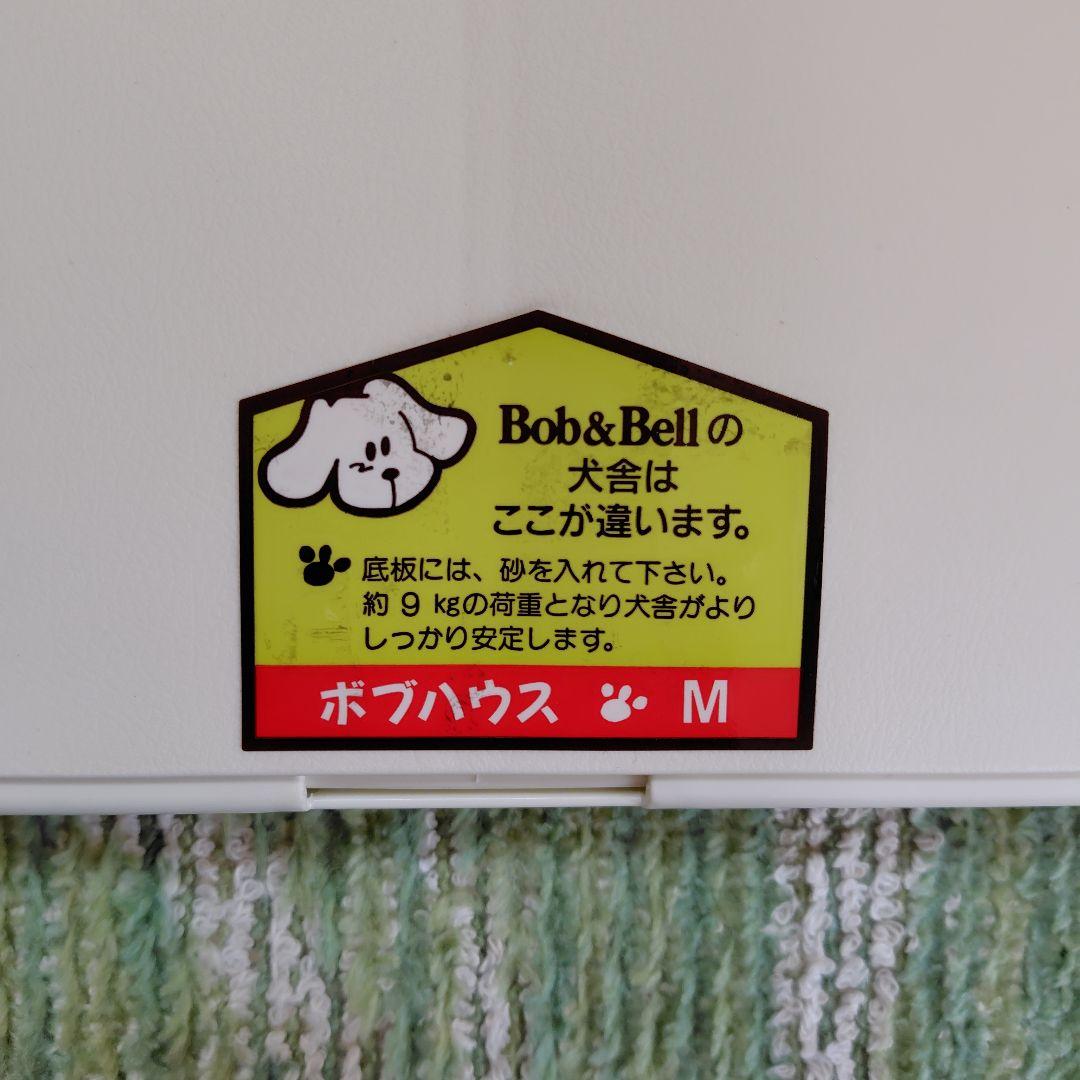 Bob&Bellの
犬舎は
ここが違います。
底板には、砂を入れて下さい。
約 9 kgの荷重となり犬舎がより
しっかり安定します。
ボブハウス M